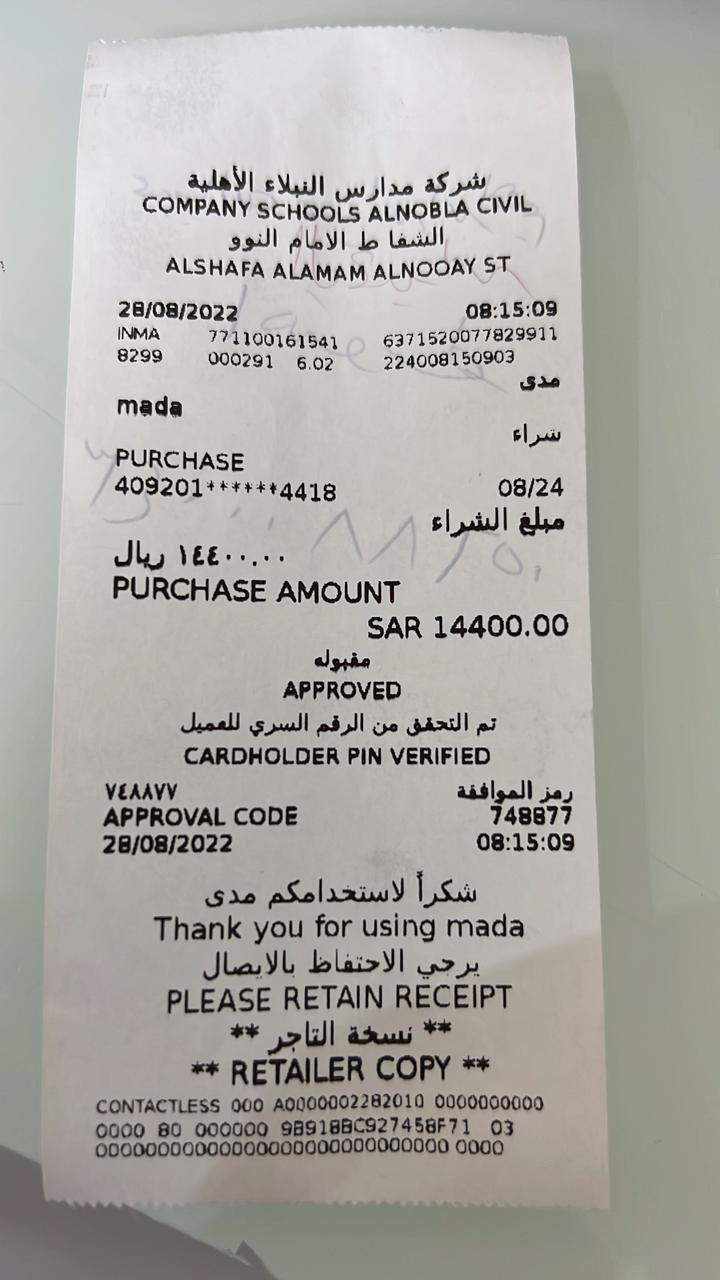 شركة مدارس النبلاء الأهلية
COMPANY SCHOOLS ALNOBLA CIVIL
الشفا ط الامام النوو
ALSHAFA ALAMAM ALNOOAY ST
28/08/2022 08:15:09
INMA 771100161541 6371520077829911
8299 000291 6.02 224008150903
مدى
mada
شراء
PURCHASE
409201******4418 08/24
مبلغ الشراء
١٤٤٠٠.٠٠ ريال
PURCHASE AMOUNT
SAR 14400.00
مقبوله
APPROVED
تم التحقق من الرقم السري للعميل
CARDHOLDER PIN VERIFIED
رمز الموافقة ٧٤٨٨٧٧
APPROVAL CODE 748877
28/08/2022 08:15:09
شكراً لاستخدامكم مدى
Thank you for using mada
يرجي الاحتفاظ بالايصال
PLEASE RETAIN RECEIPT
** نسخة التاجر **
** RETAILER COPY **
CONTACTLESS 000 A0000002282010 0000000000
0000 80 000000 9B918BC927458F71 03